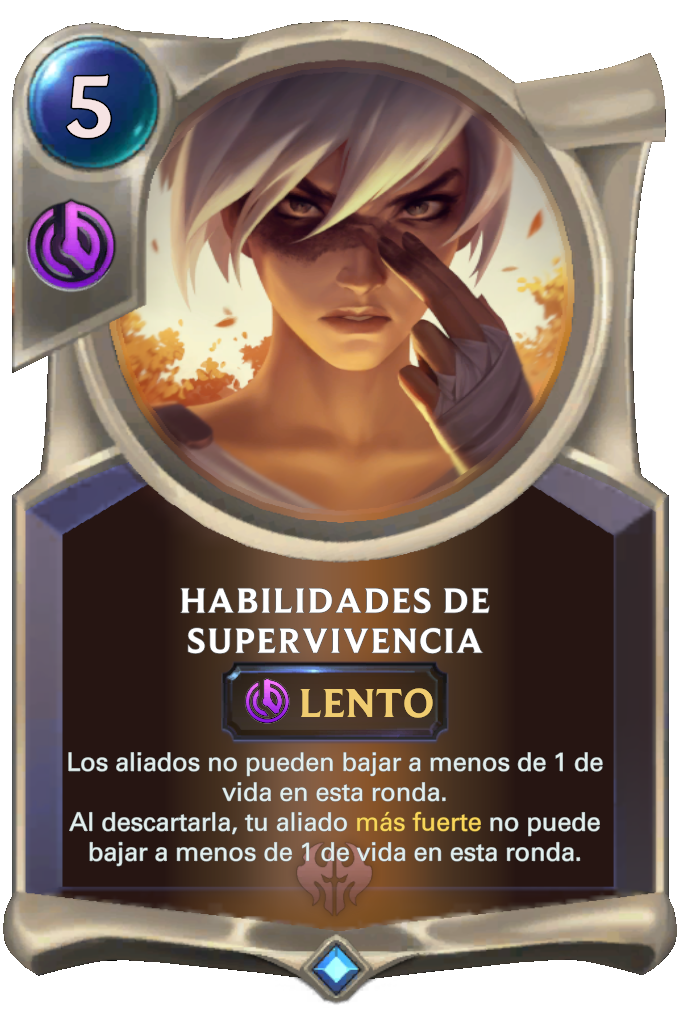 5
HABILIDADES DE
SUPERVIVENCIA
LENTO
Los aliados no pueden bajar a menos de 1 de
vida en esta ronda.
Al descartarla, tu aliado más fuerte no puede
bajar a menos de 1 de vida en esta ronda.